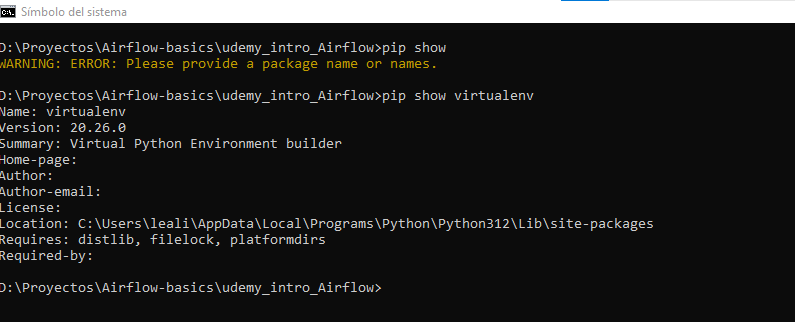 Símbolo del sistema
D:\Proyectos\Airflow-basics\udemy_intro_Airflow>pip show
WARNING: ERROR: Please provide a package name or names.
D:\Proyectos\Airflow-basics\udemy_intro_Airflow>pip show virtualenv
Name: virtualenv
Version: 20.26.0
Summary: Virtual Python Environment builder
Home-page:
Author:
Author-email:
License:
Location: C:\Users\leali\AppData\Local\Programs\Python\Python312\Lib\site-packages
Requires: distlib, filelock, platformdirs
Required-by:
D:\Proyectos\Airflow-basics\udemy_intro_Airflow>